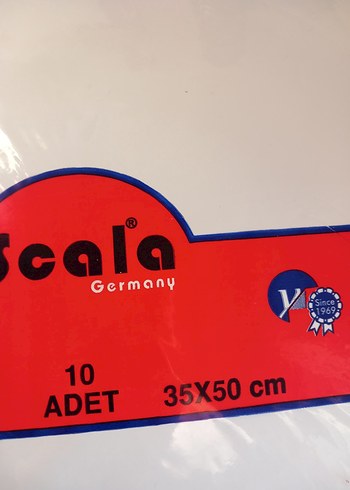 Scala®
Germany
y
Since
1969
10
ADET
35X50 cm